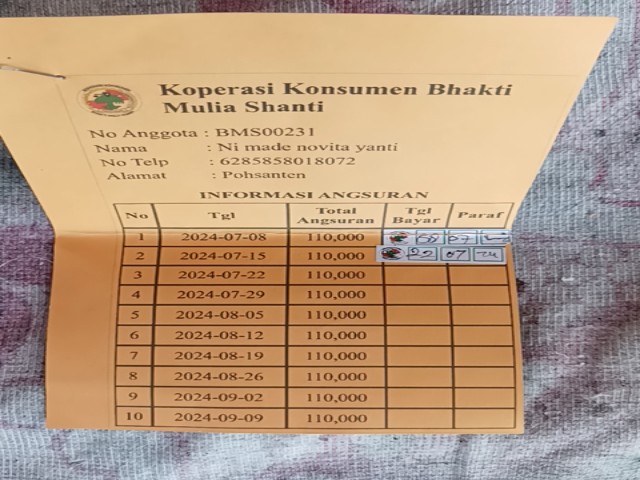 Koperasi Konsumen Bhakti
Mulia Shanti
No Anggota : BMS00231
Nama : Ni made novita yanti
No Telp : 6285858018072
Alamat : Pohsanten
INFORMASI ANGSURAN
No Tgl Total Angsuran Tgl Bayar Paraf
1 2024-07-08 110,000 07
2 2024-07-15 110,000 22 07
3 2024-07-22 110,000
4 2024-07-29 110,000
5 2024-08-05 110,000
6 2024-08-12 110,000
7 2024-08-19 110,000
8 2024-08-26 110,000
9 2024-09-02 110,000
10 2024-09-09 110,000